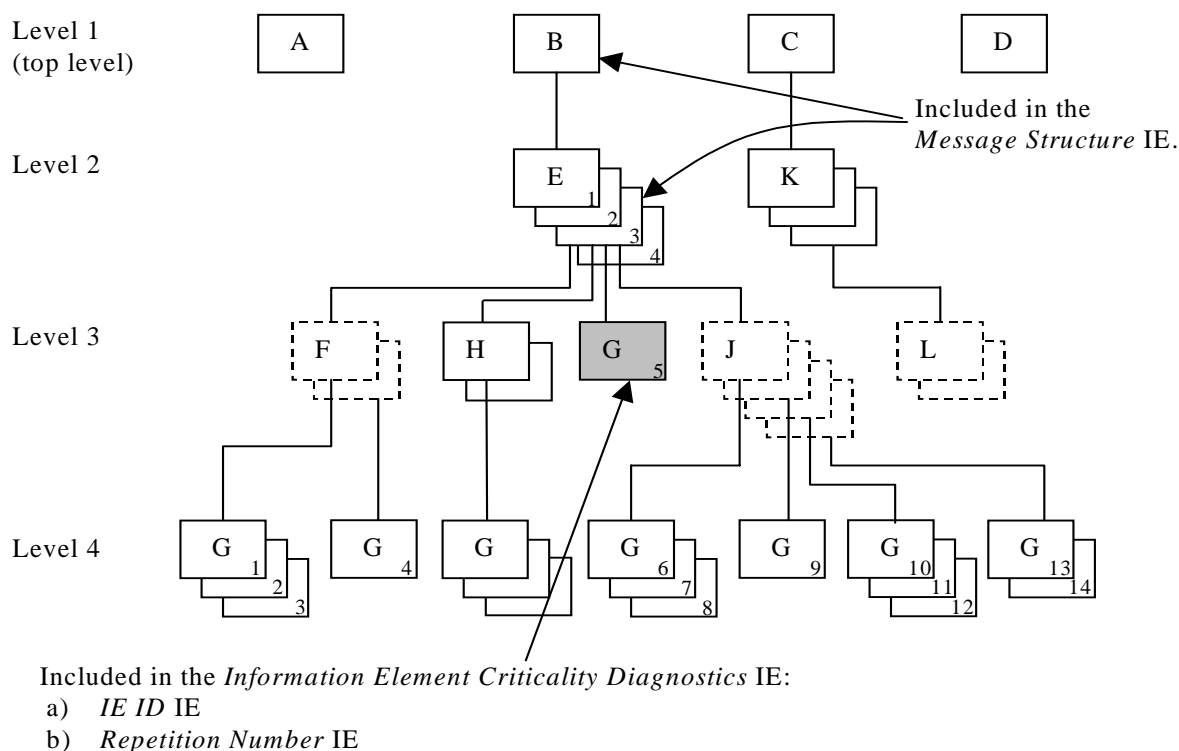 Level 1
(top level)
A
B
C
D
Included in the
Message Structure IE.
Level 2
E
1
2
3
4
K
Level 3
F
H
G
5
J
L
Level 4
G
1
2
3
G
4
G
G
6
7
8
G
9
G
10
11
12
G
13
14
Included in the Information Element Criticality Diagnostics IE:
a) IE ID IE
b) Repetition Number IE